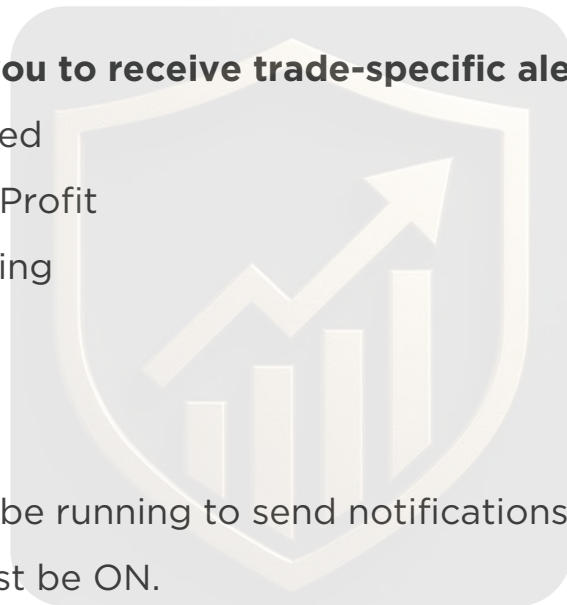 ou to receive trade-specific ale
ed
Profit
ing
be running to send notifications
st be ON.